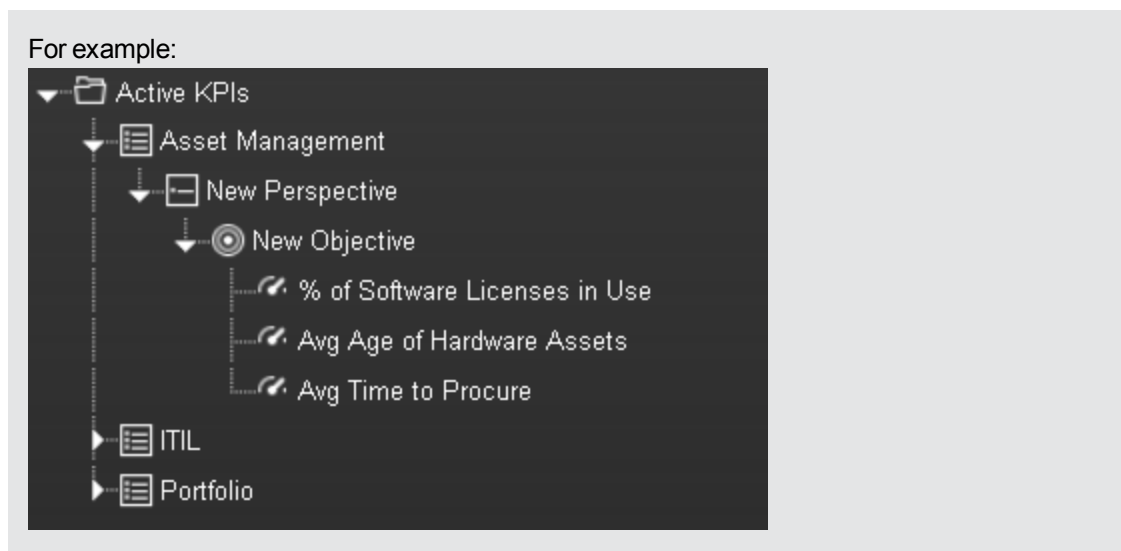 For example:
Active KPIs
Asset Management
New Perspective
New Objective
% of Software Licenses in Use
Avg Age of Hardware Assets
Avg Time to Procure
ITIL
Portfolio